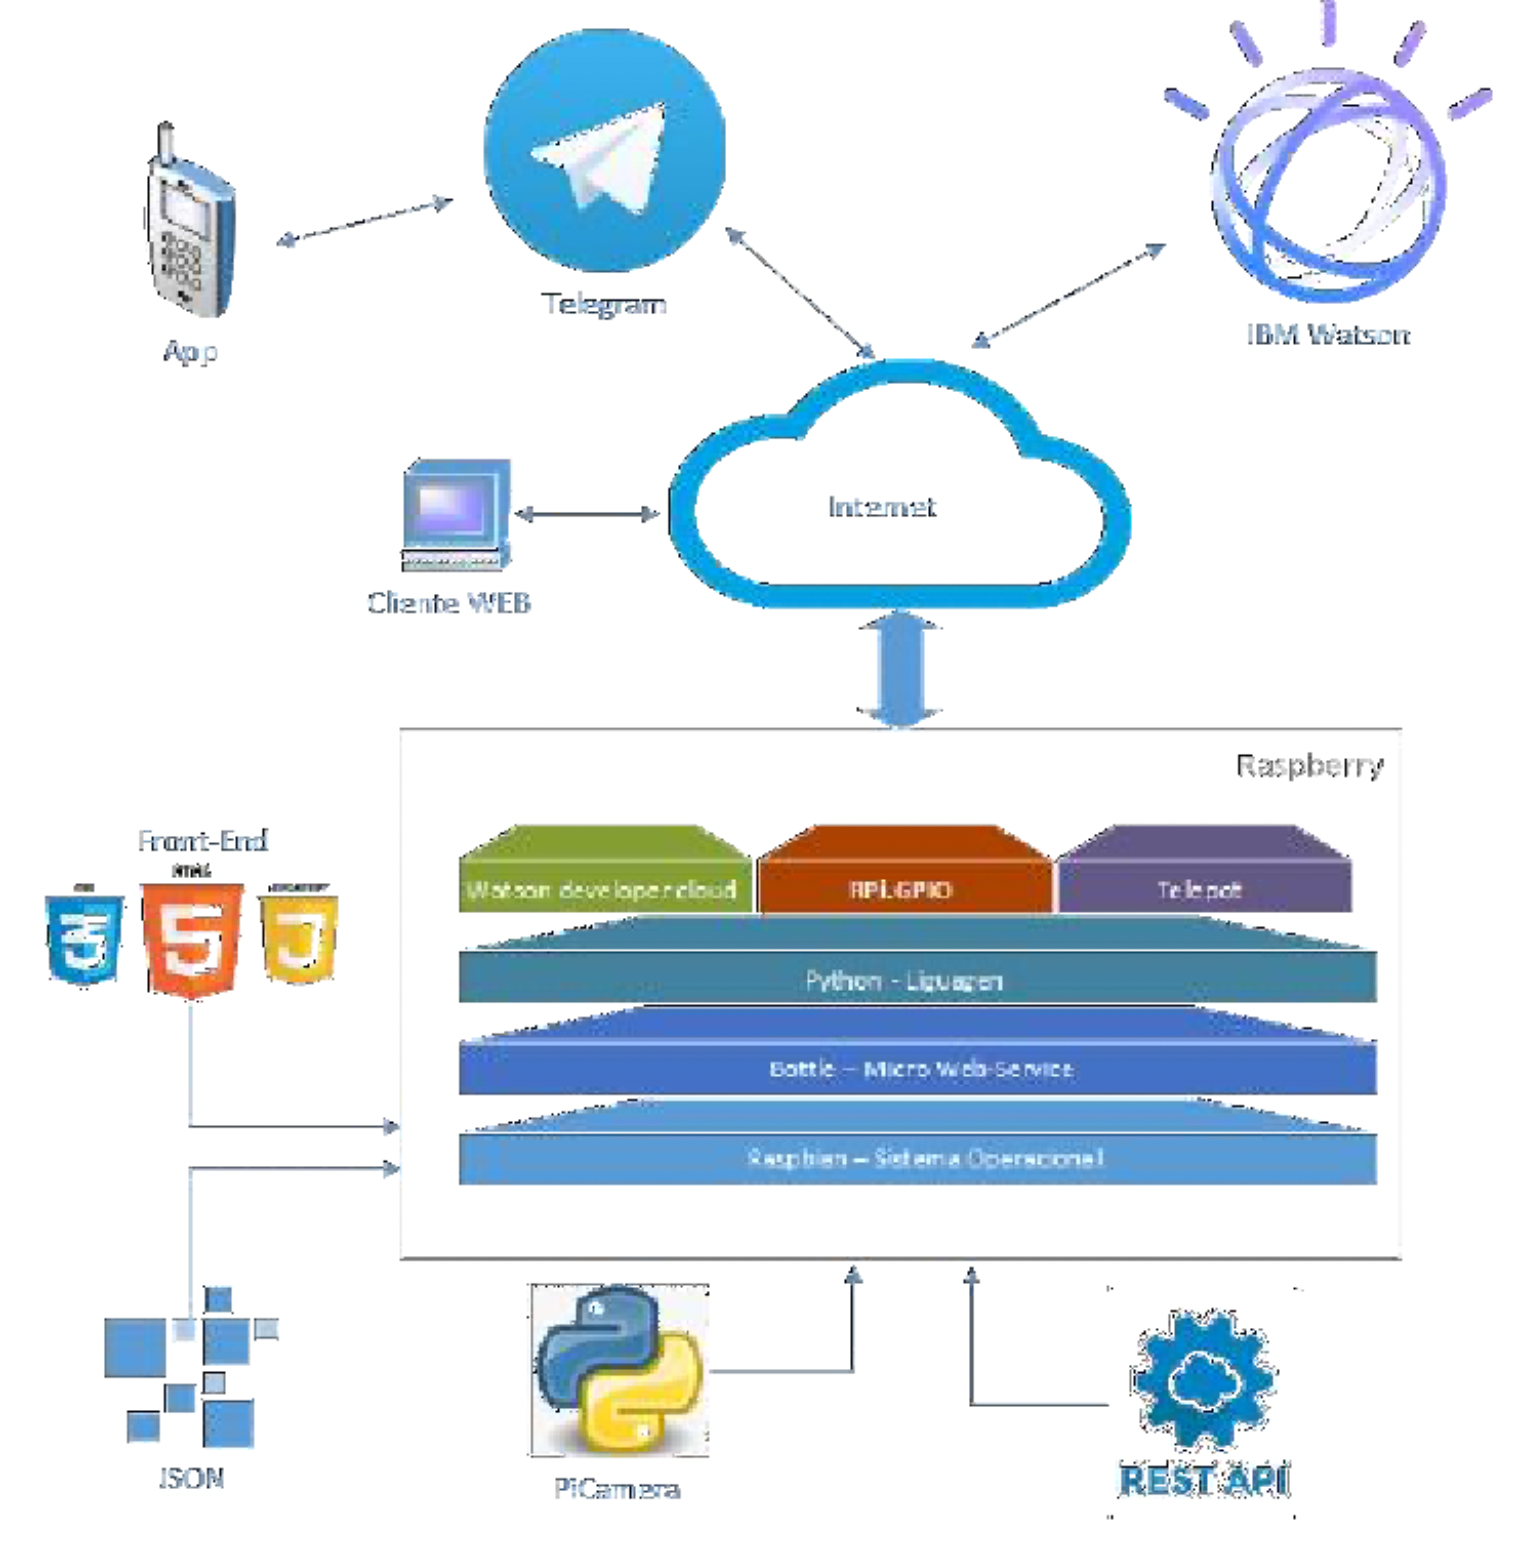 App
Telegram
IBM Watson
Internet
Cliente WEB
Raspberry
Front-End
HTML
Watson developer cloud
RPi.GPIO
Telepot
Python - Liguagen
Bottle – Micro Web-Service
Raspbian – Sistema Operacional
JSON
PiCamera
REST API